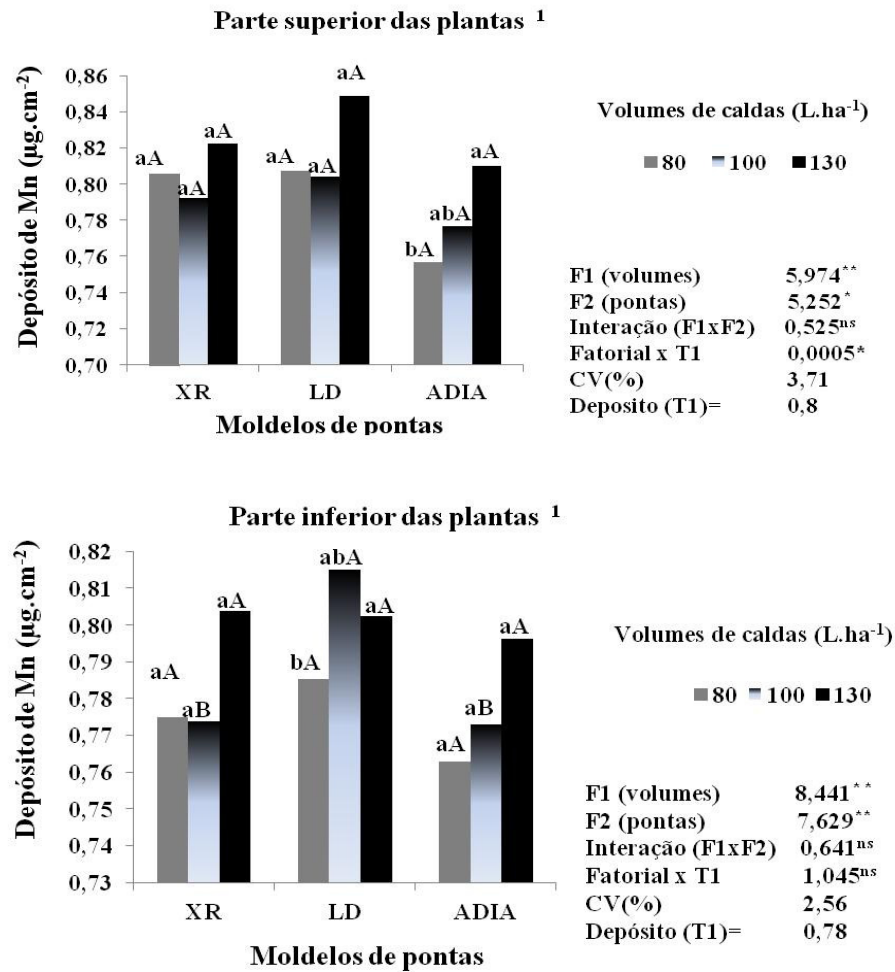 Parte superior das plantas ¹
Depósito de Mn (µg.cm⁻²)
0,86
0,84
0,82
0,80
0,78
0,76
0,74
0,72
0,70
aA
aA
aA
aA
aA
aA
bA
abA
aA
XR
LD
ADIA
Moldelos de pontas
Volumes de caldas (L.ha⁻¹)
80 100 130
F1 (volumes) 5,974**
F2 (pontas) 5,252*
Interação (F1xF2) 0,525ns
Fatorial x T1 0,0005*
CV(%) 3,71
Deposito (T1)= 0,8
Parte inferior das plantas ¹
Depósito de Mn (µg.cm⁻²)
0,82
0,81
0,80
0,79
0,78
0,77
0,76
0,75
0,74
0,73
aA
aB
aA
bA
abA
aA
aA
aB
aA
XR
LD
ADIA
Moldelos de pontas
Volumes de caldas (L.ha⁻¹)
80 100 130
F1 (volumes) 8,441**
F2 (pontas) 7,629**
Interação (F1xF2) 0,641ns
Fatorial x T1 1,045ns
CV(%) 2,56
Depósito (T1)= 0,78